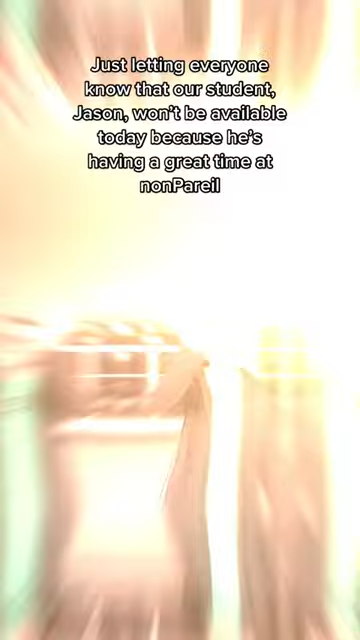 Just letting everyone
know that our student,
Jason, won't be available
today because he's
having a great time at
nonPareil